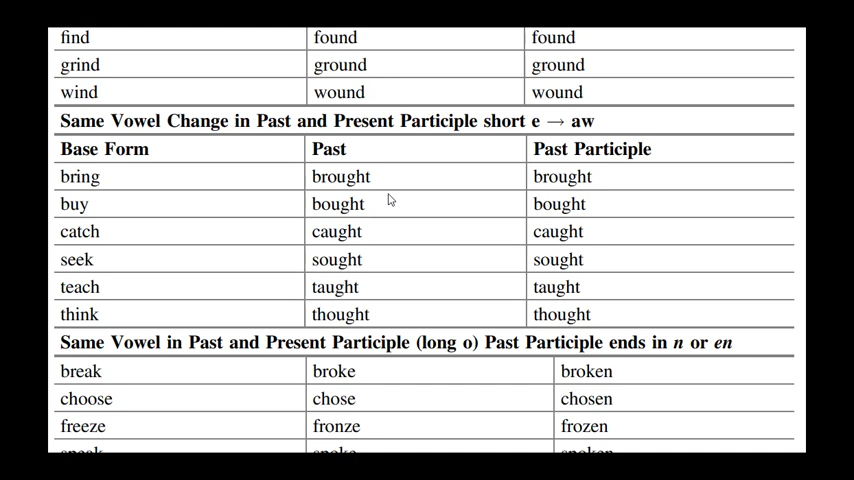 find found found
grind ground ground
wind wound wound
Same Vowel Change in Past and Present Participle short e → aw
Base Form Past Past Participle
bring brought brought
buy bought bought
catch caught caught
seek sought sought
teach taught taught
think thought thought
Same Vowel in Past and Present Participle (long o) Past Participle ends in n or en
break broke broken
choose chose chosen
freeze fronze frozen
speak spoke spoken